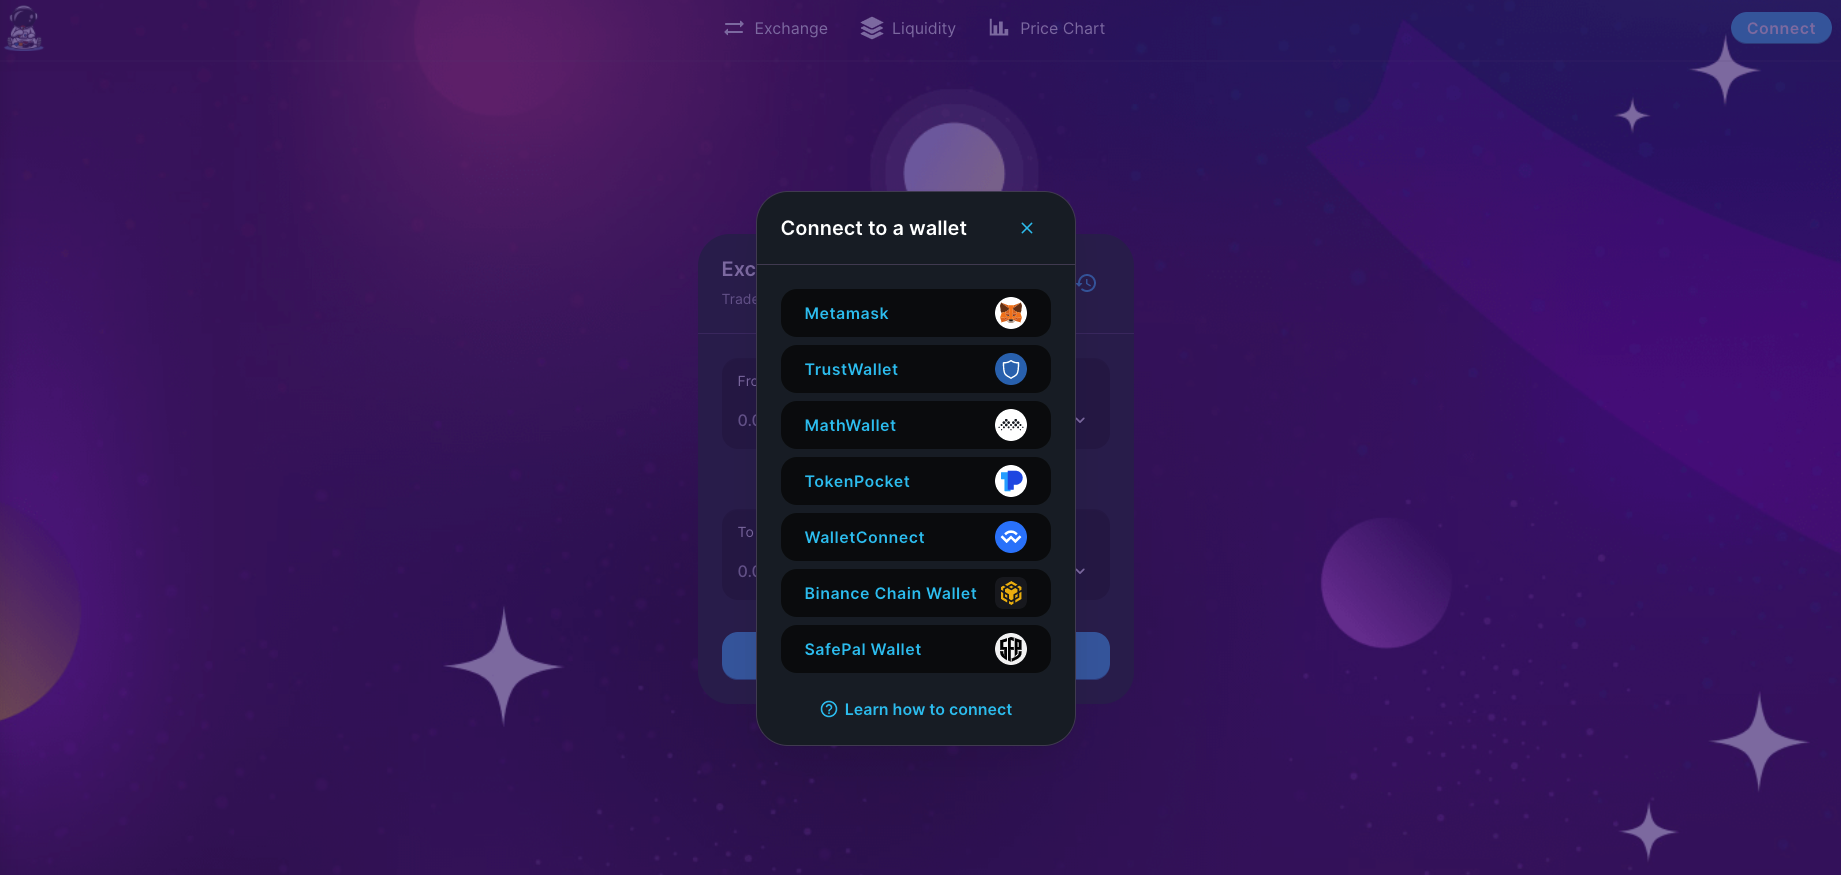 Exchange
Liquidity
Price Chart
Connect
Connect to a wallet
Exc
Trade
Metamask
TrustWallet
Fro
MathWallet
0.0
TokenPocket
To
WalletConnect
0.0
Binance Chain Wallet
SafePal Wallet
Learn how to connect